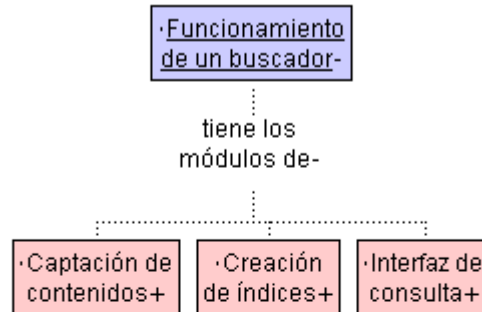 ·Funcionamiento
de un buscador-
tiene los
módulos de-
·Captación de
contenidos+
·Creación
de índices+
·Interfaz de
consulta+